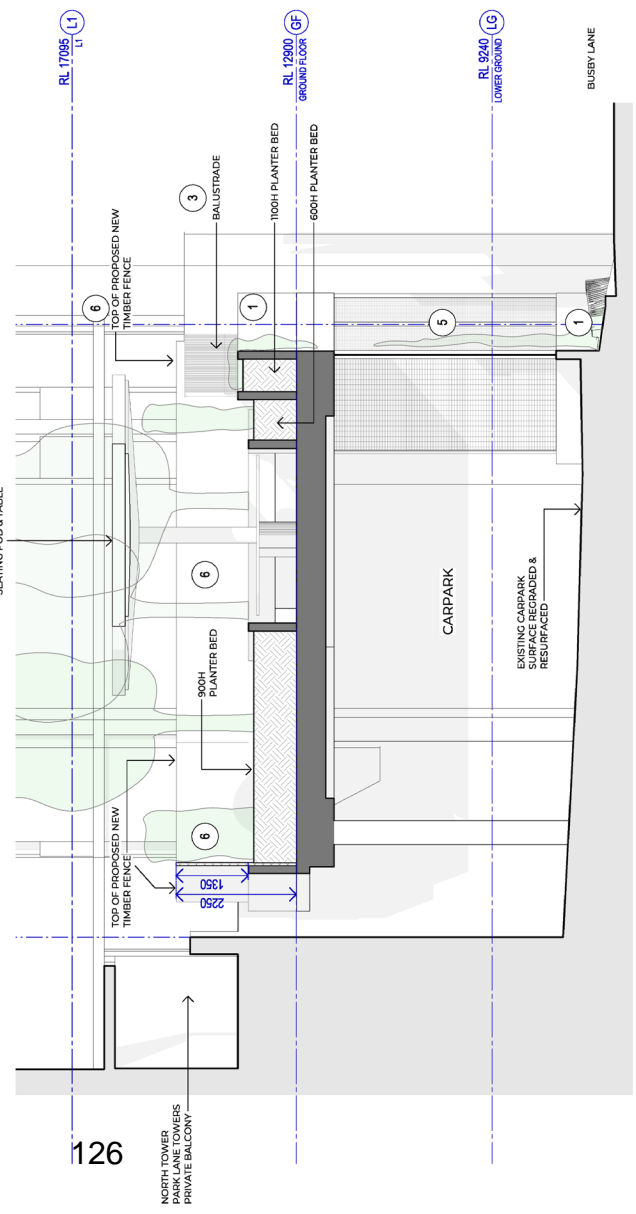 RL 17095
L1
L1
RL 12900
GF
GROUND FLOOR
RL 9240
LG
LOWER GROUND
BUSBY LANE
3
BALUSTRADE
1100H PLANTER BED
600H PLANTER BED
TOP OF PROPOSED NEW
TIMBER FENCE
6
1
5
1
6
900H
PLANTER BED
CARPARK
EXISTING CARPARK
SURFACE REGRADED &
RESURFACED
TOP OF PROPOSED NEW
TIMBER FENCE
6
1350
2250
NORTH TOWER
PARK LANE TOWERS
PRIVATE BALCONY
126